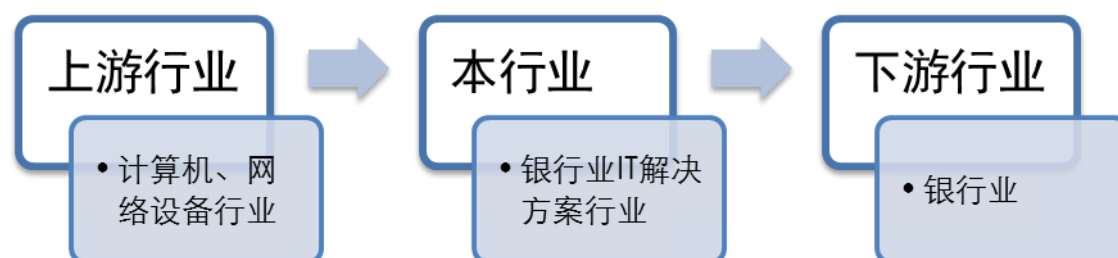 上游行业
本行业
下游行业
• 计算机、网
络设备行业
• 银行业IT解决
方案行业
• 银行业